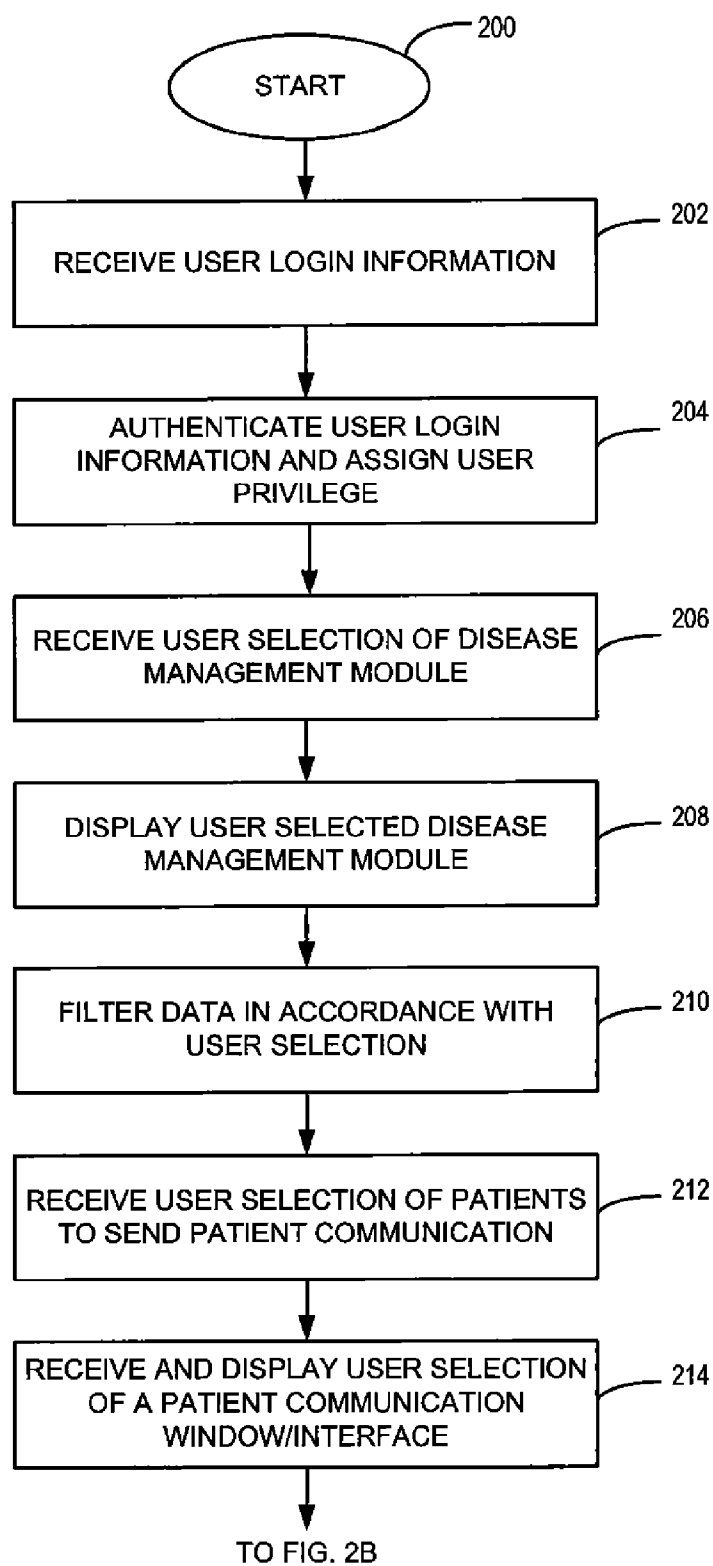 200
START
202
RECEIVE USER LOGIN INFORMATION
204
AUTHENTICATE USER LOGIN
INFORMATION AND ASSIGN USER
PRIVILEGE
206
RECEIVE USER SELECTION OF DISEASE
MANAGEMENT MODULE
208
DISPLAY USER SELECTED DISEASE
MANAGEMENT MODULE
210
FILTER DATA IN ACCORDANCE WITH
USER SELECTION
212
RECEIVE USER SELECTION OF PATIENTS
TO SEND PATIENT COMMUNICATION
214
RECEIVE AND DISPLAY USER SELECTION
OF A PATIENT COMMUNICATION
WINDOW/INTERFACE
TO FIG. 2B